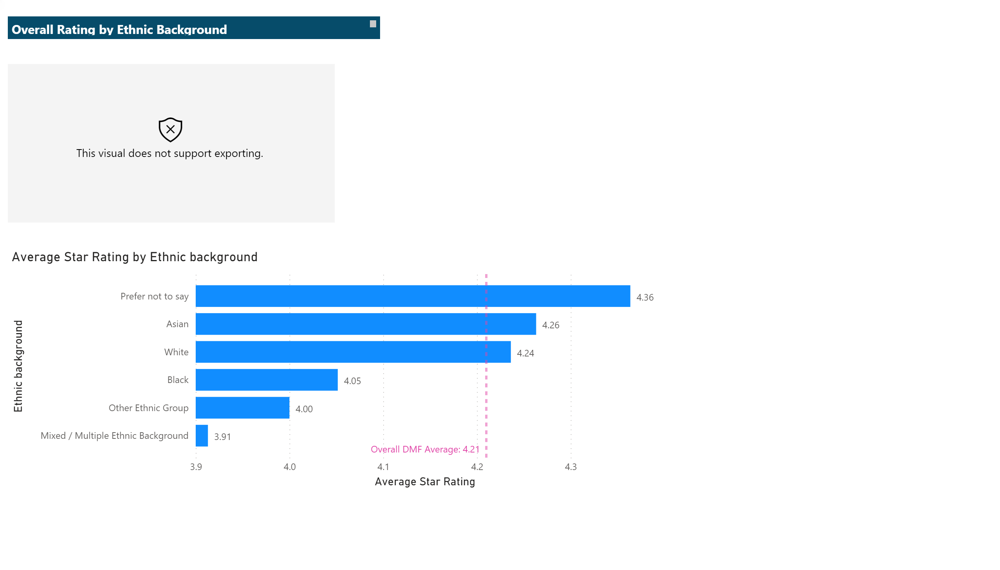 Overall Rating by Ethnic Background
This visual does not support exporting.
Average Star Rating by Ethnic background
Ethnic background
Prefer not to say 4.36
Asian 4.26
White 4.24
Black 4.05
Other Ethnic Group 4.00
Mixed / Multiple Ethnic Background 3.91
Overall DMF Average: 4.21
3.9 4.0 4.1 4.2 4.3
Average Star Rating